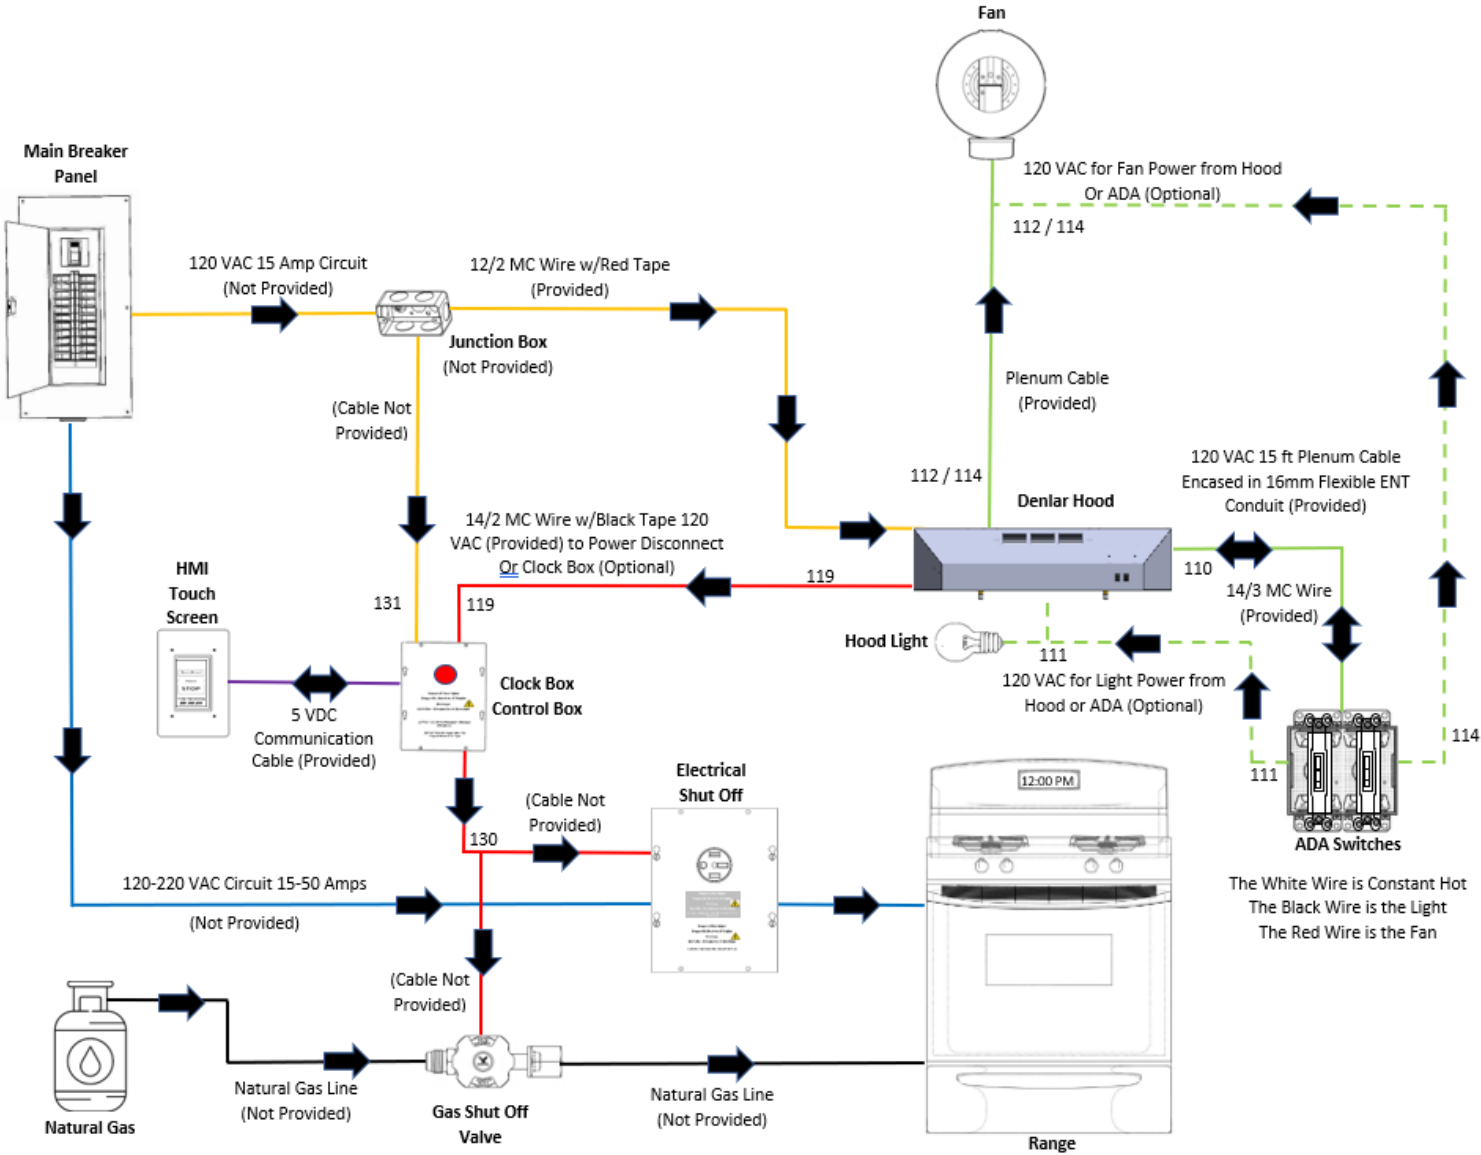 Fan
Main Breaker
Panel
120 VAC for Fan Power from Hood
Or ADA (Optional)
112 / 114
120 VAC 15 Amp Circuit
(Not Provided)
12/2 MC Wire w/Red Tape
(Provided)
Junction Box
(Not Provided)
(Cable Not
Provided)
Plenum Cable
(Provided)
112 / 114
Denlar Hood
120 VAC 15 ft Plenum Cable
Encased in 16mm Flexible ENT
Conduit (Provided)
14/2 MC Wire w/Black Tape 120
VAC (Provided) to Power Disconnect
Or Clock Box (Optional)
HMI
Touch
Screen
131
119
119
110
14/3 MC Wire
(Provided)
Hood Light
111
120 VAC for Light Power from
Hood or ADA (Optional)
STOP
Clock Box
Control Box
5 VDC
Communication
Cable (Provided)
114
111
Electrical
Shut Off
12:00 PM
(Cable Not
Provided)
130
ADA Switches
120-220 VAC Circuit 15-50 Amps
(Not Provided)
The White Wire is Constant Hot
The Black Wire is the Light
The Red Wire is the Fan
(Cable Not
Provided)
Natural Gas Line
(Not Provided)
Natural Gas Line
(Not Provided)
Natural Gas
Gas Shut Off
Valve
Range